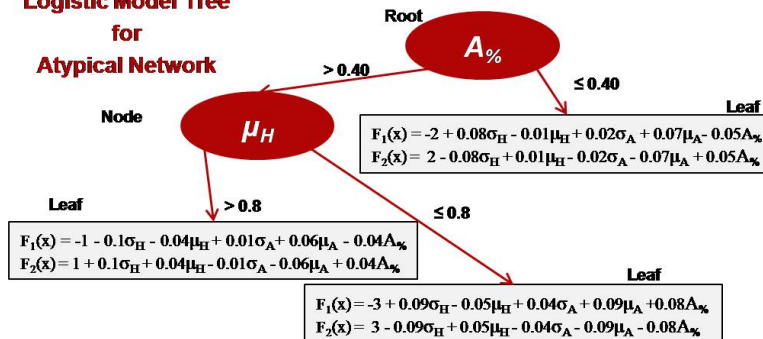 Logistic Model Tree
for
Atypical Network
Root
A%
> 0.40
≤ 0.40
Node
μH
Leaf
F1(x) = -2 + 0.08σH - 0.01μH + 0.02σA + 0.07μA - 0.05A%
F2(x) = 2 - 0.08σH + 0.01μH - 0.02σA - 0.07μA + 0.05A%
Leaf
> 0.8
≤ 0.8
F1(x) = -1 - 0.1σH - 0.04μH + 0.01σA + 0.06μA - 0.04A%
F2(x) = 1 + 0.1σH + 0.04μH - 0.01σA - 0.06μA + 0.04A%
Leaf
F1(x) = -3 + 0.09σH - 0.05μH + 0.04σA + 0.09μA +0.08A%
F2(x) = 3 - 0.09σH + 0.05μH - 0.04σA - 0.09μA - 0.08A%